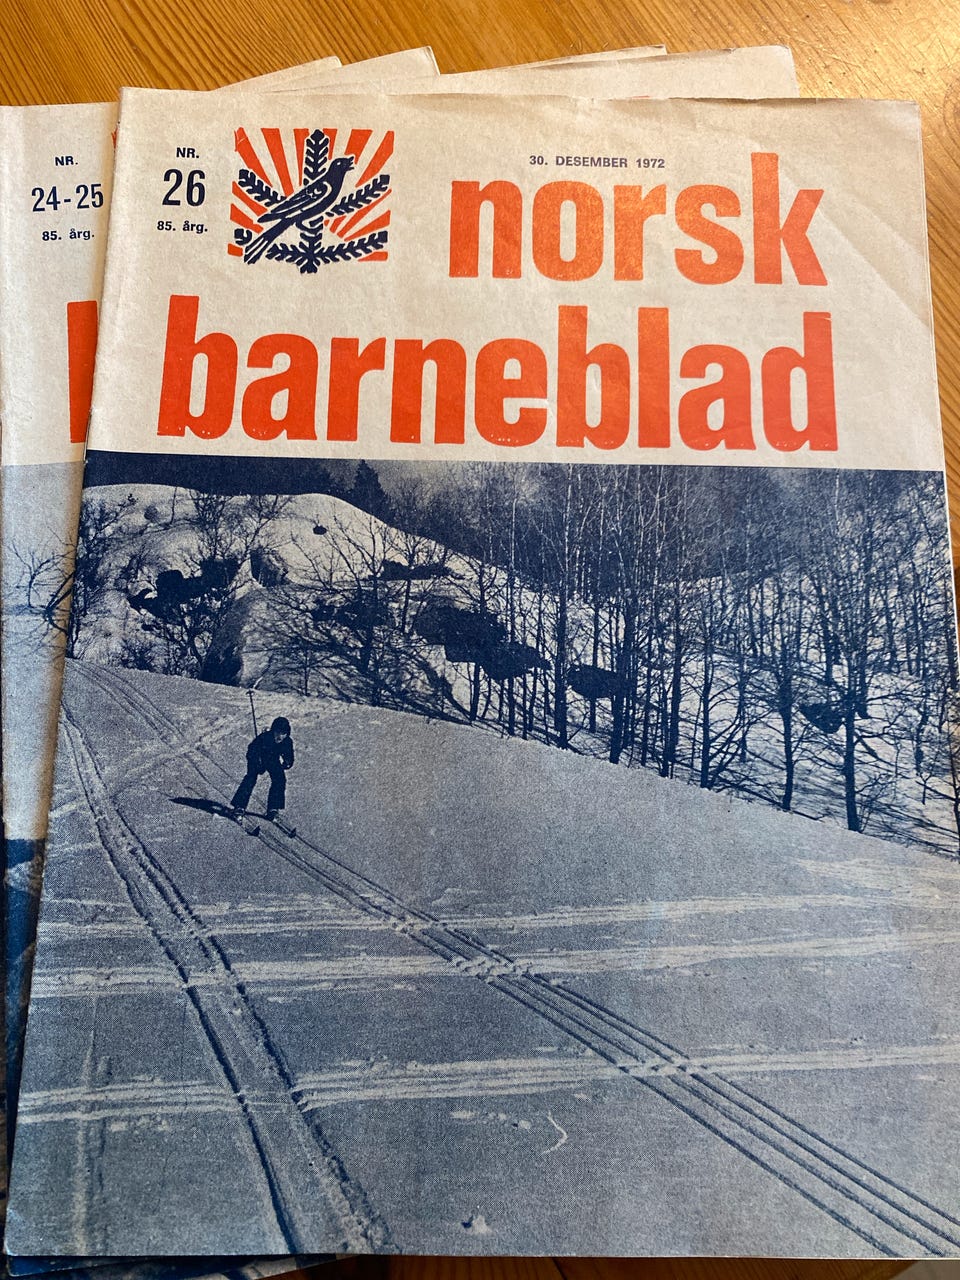 NR.
24-25
85. årg.
NR.
26
85. årg.
30. DESEMBER 1972
norsk
barneblad